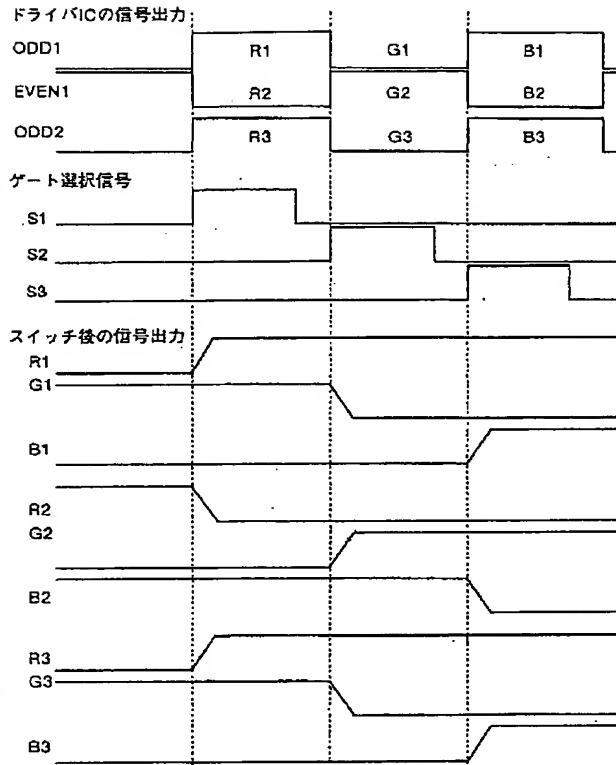 ドライバICの信号出力
ODD1 R1 G1 B1
EVEN1 R2 G2 B2
ODD2 R3 G3 B3
ゲート選択信号
S1
S2
S3
スイッチ後の信号出力
R1
G1
B1
R2
G2
B2
R3
G3
B3